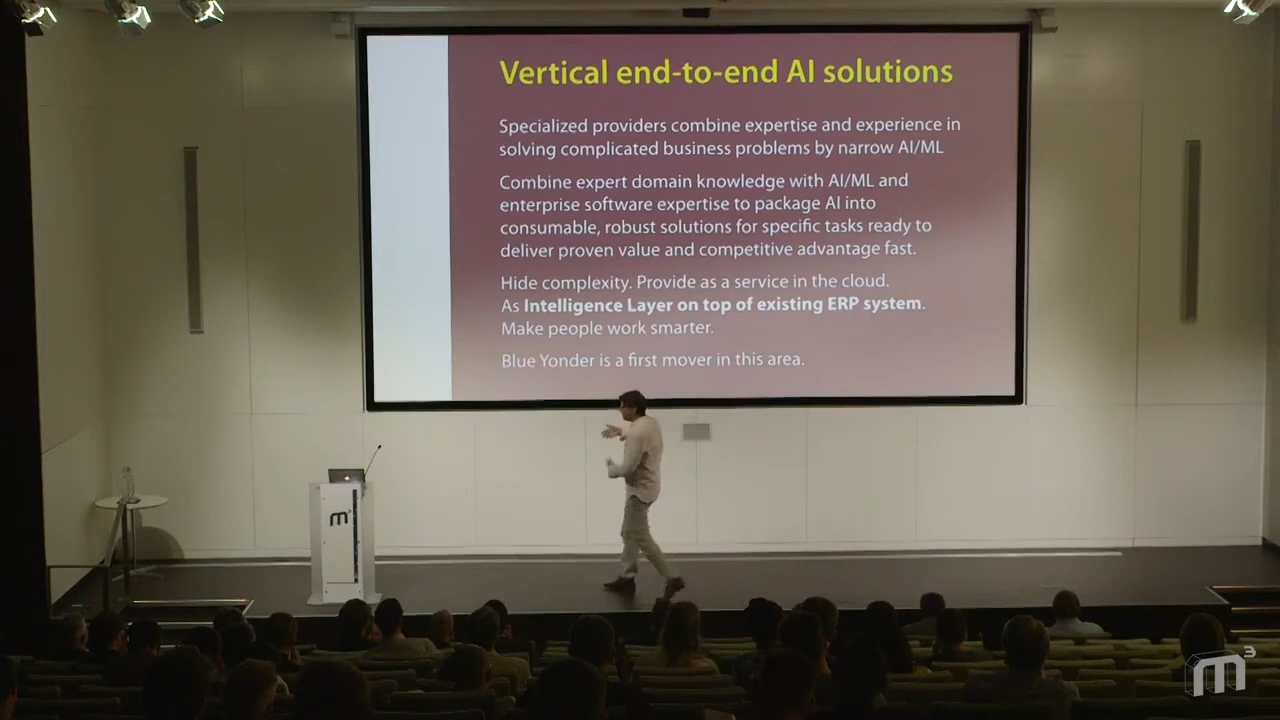 Vertical end-to-end AI solutions
Specialized providers combine expertise and experience in
solving complicated business problems by narrow AI/ML
Combine expert domain knowledge with AI/ML and
enterprise software expertise to package AI into
consumable, robust solutions for specific tasks ready to
deliver proven value and competitive advantage fast.
Hide complexity. Provide as a service in the cloud.
As Intelligence Layer on top of existing ERP system.
Make people work smarter.
Blue Yonder is a first mover in this area.
m³
m³